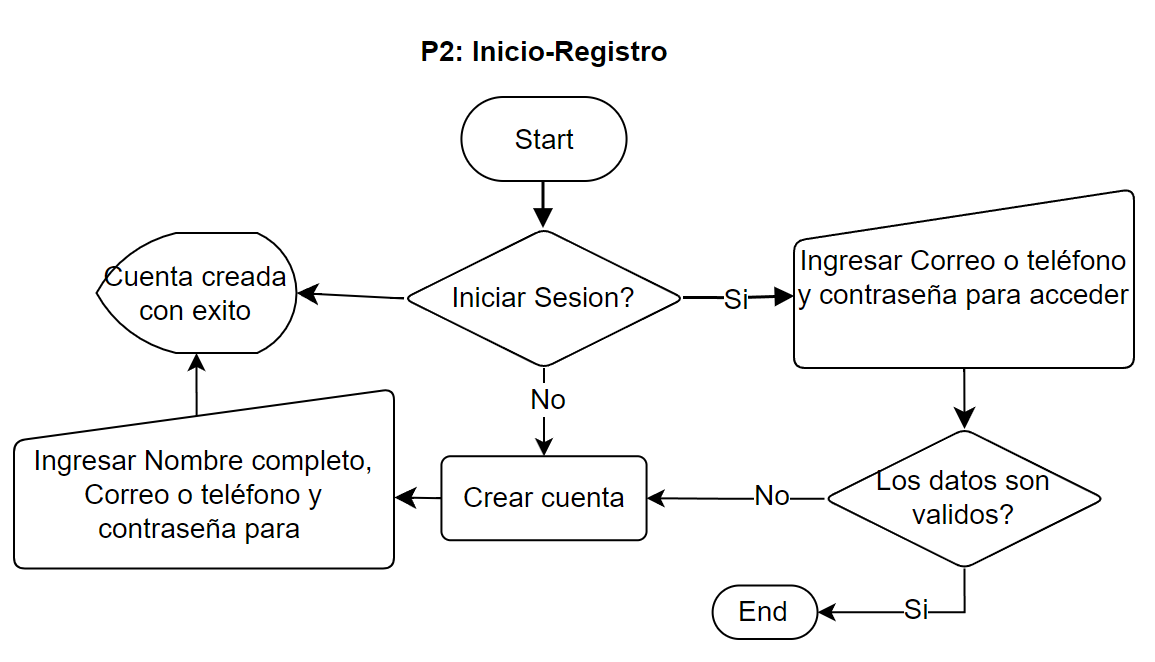 P2: Inicio-Registro
Start
Cuenta creada
con exito
Iniciar Sesion?
Si
Ingresar Correo o teléfono
y contraseña para acceder
No
Ingresar Nombre completo,
Correo o teléfono y
contraseña para
Crear cuenta
No
Los datos son
validos?
End
Si